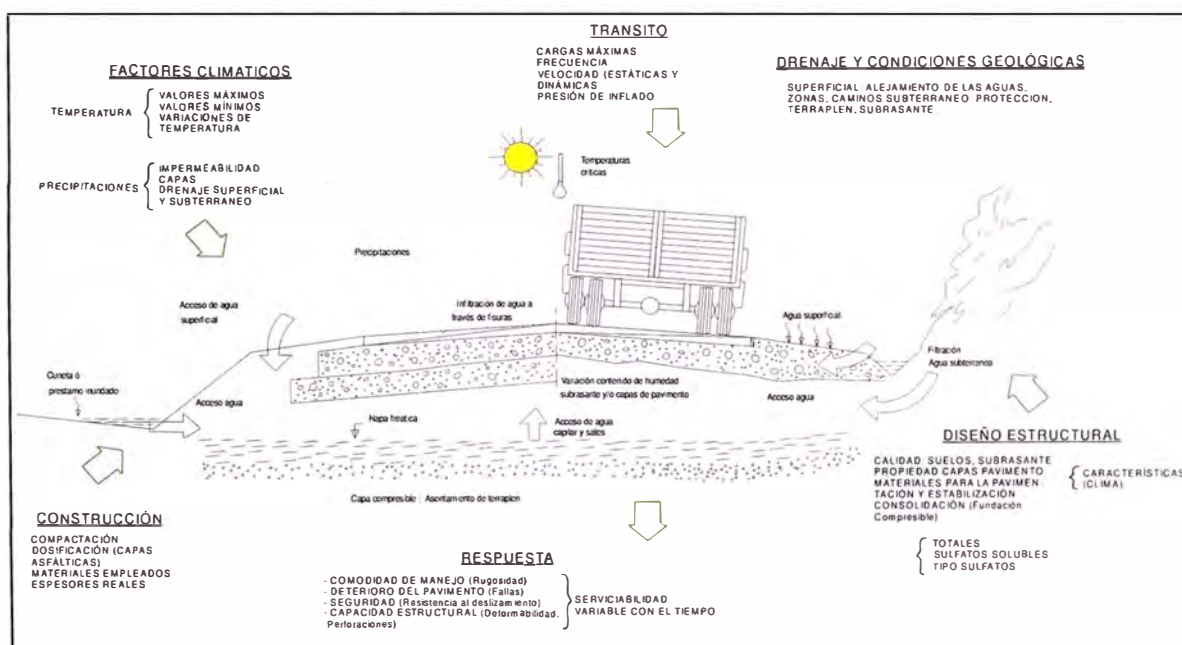 TRANSITO
CARGAS MÁXIMAS
FRECUENCIA
VELOCIDAD (ESTÁTICAS Y
DINÁMICAS
PRESIÓN DE INFLADO
FACTORES CLIMATICOS
TEMPERATURA
VALORES MÁXIMOS
VALORES MÍNIMOS
VARIACIONES DE
TEMPERATURA
PRECIPITACIONES
IMPERMEABILIDAD
CAPAS
DRENAJE SUPERFICIAL
Y SUBTERRANEO
DRENAJE Y CONDICIONES GEOLÓGICAS
SUPERFICIAL: ALEJAMIENTO DE LAS AGUAS,
ZONAS, CAMINOS SUBTERRANEO PROTECCION,
TERRAPLEN, SUBRASANTE
Temperaturas
criticas
Precipitaciones
Acceso de agua
superficial
Infiltración de agua a
través de fisuras
Agua superficial
Filtración
Agua subterranea
Cuneta ó
prestamo inundado
Acceso agua
Variación contenido de humedad
subrasante y/o capas de pavimento
Acceso agua
Napa freatica
Acceso de agua
capilar y sales
Capa compresible | Asentamiento de terraplen
DISEÑO ESTRUCTURAL
CALIDAD SUELOS, SUBRASANTE
PROPIEDAD CAPAS PAVIMENTO
MATERIALES PARA LA PAVIMEN
TACIÓN Y ESTABILIZACIÓN
CONSOLIDACIÓN (Fundación
Compresible)
CARACTERÍSTICAS
(CLIMA)
TOTALES
SULFATOS SOLUBLES
TIPO SULFATOS
CONSTRUCCIÓN
COMPACTACIÓN
DOSIFICACIÓN (CAPAS
ASFÁLTICAS)
MATERIALES EMPLEADOS
ESPESORES REALES
RESPUESTA
- COMODIDAD DE MANEJO (Rugosidad)
- DETERIORO DEL PAVIMENTO (Fallas)
- SEGURIDAD (Resistencia al deslizamiento)
- CAPACIDAD ESTRUCTURAL (Deformabilidad,
Perforaciones)
SERVICIABILIDAD
VARIABLE CON EL TIEMPO